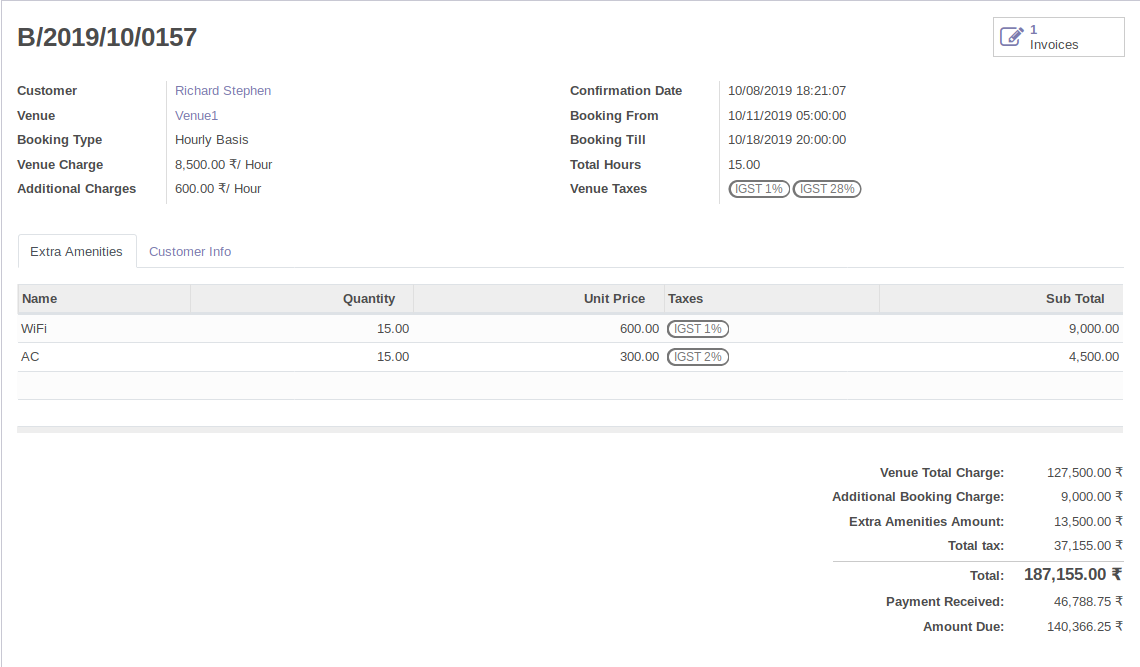 B/2019/10/0157
1
Invoices
Customer Richard Stephen
Venue Venue1
Booking Type Hourly Basis
Venue Charge 8,500.00 ₹/ Hour
Additional Charges 600.00 ₹/ Hour
Confirmation Date 10/08/2019 18:21:07
Booking From 10/11/2019 05:00:00
Booking Till 10/18/2019 20:00:00
Total Hours 15.00
Venue Taxes IGST 1% IGST 28%
Extra Amenities Customer Info
Name Quantity Unit Price Taxes Sub Total
WiFi 15.00 600.00 IGST 1% 9,000.00
AC 15.00 300.00 IGST 2% 4,500.00
Venue Total Charge: 127,500.00 ₹
Additional Booking Charge: 9,000.00 ₹
Extra Amenities Amount: 13,500.00 ₹
Total tax: 37,155.00 ₹
Total: 187,155.00 ₹
Payment Received: 46,788.75 ₹
Amount Due: 140,366.25 ₹